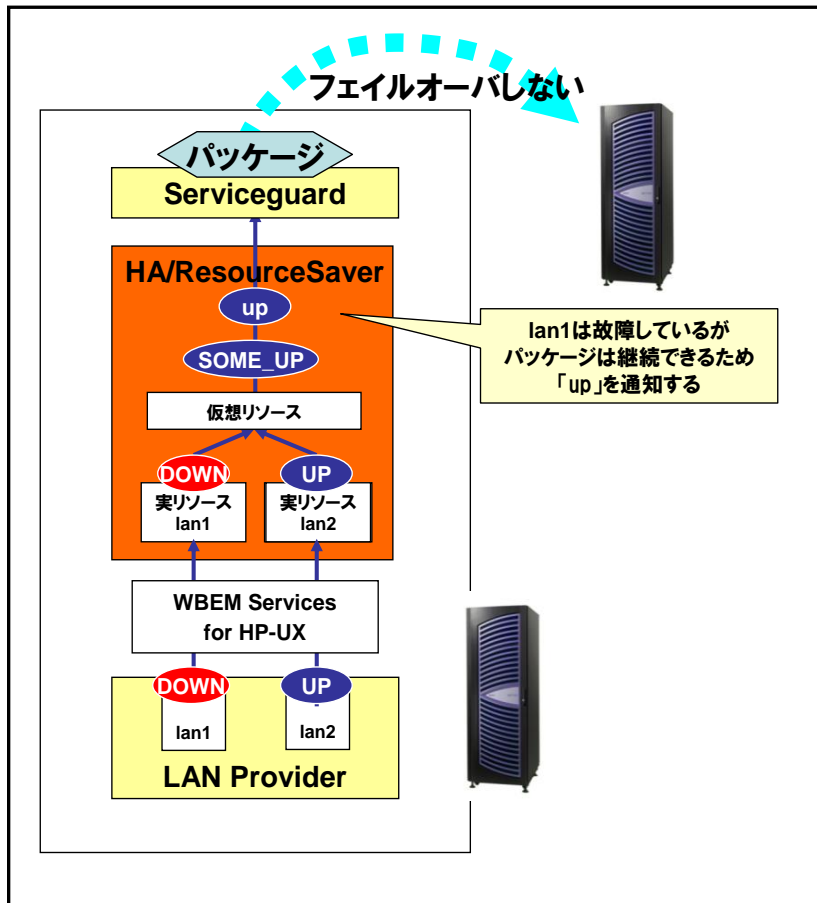 フェイルオーバしない
パッケージ
Serviceguard
HA/ResourceSaver
up
SOME_UP
lan1は故障しているが
パッケージは継続できるため
「up」を通知する
仮想リソース
DOWN
UP
実リソース
lan1
実リソース
lan2
WBEM Services
for HP-UX
DOWN
UP
lan1
lan2
LAN Provider